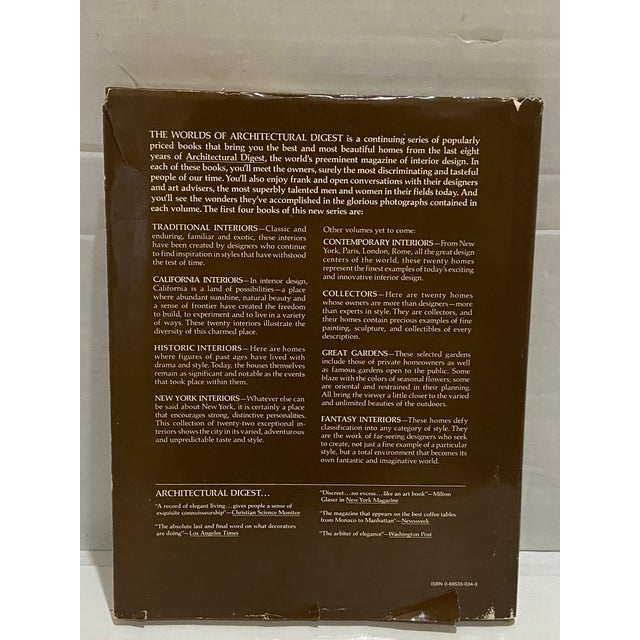 THE WORLDS OF ARCHITECTURAL DIGEST is a continuing series of popularly
priced books that bring you the best and most beautiful homes from the last eight
years of Architectural Digest, the world's preeminent magazine of interior design. In
each of these books, you'll meet the owners, surely the most discriminating and tasteful
people of our time. You'll also enjoy frank and open conversations with their designers
and art advisers, the most superbly talented men and women in their fields today. And
you'll see the wonders they've accomplished in the glorious photographs contained in
each volume. The first four books of this new series are:
TRADITIONAL INTERIORS—Classic and
enduring, familiar and exotic, these interiors
have been created by designers who continue
to find inspiration in styles that have withstood
the test of time.
CALIFORNIA INTERIORS—In interior design,
California is a land of possibilities—a place
where abundant sunshine, natural beauty and
a sense of frontier have created the freedom
to build, to experiment and to live in a variety
of ways. These twenty interiors illustrate the
diversity of this charmed place.
HISTORIC INTERIORS—Here are homes
where figures of past ages have lived with
drama and style. Today, the houses themselves
remain as significant and notable as the events
that took place within them.
NEW YORK INTERIORS—Whatever else can
be said about New York, it is certainly a place
that encourages strong, distinctive personalities.
This collection of twenty-two exceptional in-
teriors shows the city in its varied, adventurous
and unpredictable taste and style.
Other volumes yet to come:
CONTEMPORARY INTERIORS—From New
York, Paris, London, Rome, all the great design
centers of the world, these twenty homes
represent the finest examples of today's exciting
and innovative interior design.
COLLECTORS—Here are twenty homes
whose owners are more than designers—more
than experts in style. They are collectors, and
their homes contain precious examples of fine
painting, sculpture, and collectibles of every
description.
GREAT GARDENS—These selected gardens
include those of private homeowners as well
as famous gardens open to the public. Some
blaze with the colors of seasonal flowers; some
are oriental and restrained in their planning.
All bring the viewer a little closer to the varied
and unlimited beauties of the outdoors.
FANTASY INTERIORS—These homes defy
classification into any category of style. They
are the work of far-seeing designers who seek
to create, not just a fine example of a particular
style, but a total environment that becomes its
own fantastic and imaginative world.
ARCHITECTURAL DIGEST...
"A record of elegant living...gives people a sense of
exquisite connoisseurship"—Christian Science Monitor
"The absolute last and final word on what decorators
are doing"—Los Angeles Times
"Discreet...no excess...like an art book"—Milton
Glaser in New York Magazine
"The magazine that appears on the best coffee tables
from Monaco to Manhattan"—Newsweek
"The arbiter of elegance"—Washington Post
ISBN 0-89535-034-3